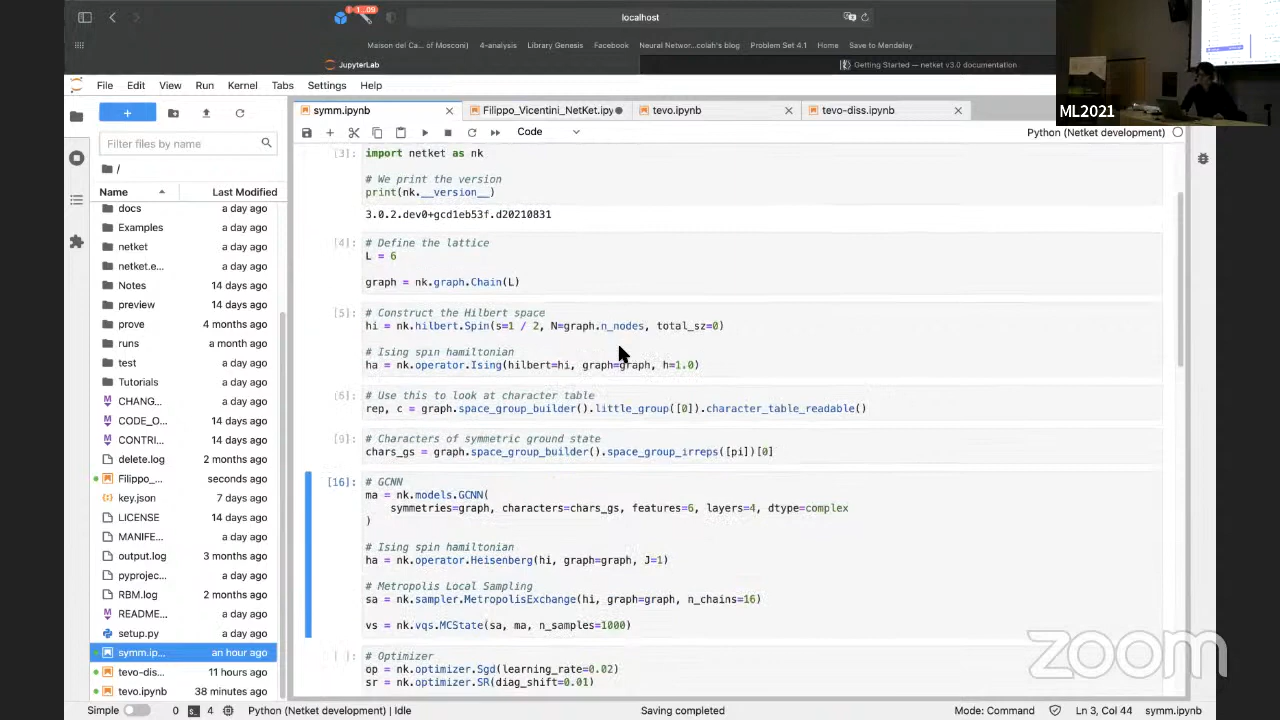 1...09
localhost
Maison del Ca... of Mosconi)
4-analysis
Library Genesis
Facebook
Neural Networ...colah's blog
Problem Set 4.1
Home
Save to Mendeley
JupyterLab
Getting Started — netket v3.0 documentation
ML2021
File Edit View Run Kernel Tabs Settings Help
symm.ipynb
Filippo_Vicentini_NetKet.ipy
tevo.ipynb
tevo-diss.ipynb
Code
Python (Netket development)
Filter files by name
/
Name
Last Modified
docs a day ago
Examples a day ago
netket a day ago
netket.e... a day ago
Notes 14 days ago
preview 14 days ago
prove 4 months ago
runs a month ago
test a day ago
Tutorials a day ago
CHANG... a day ago
CODE_O... 14 days ago
CONTRI... 14 days ago
delete.log 2 months ago
Filippo_... seconds ago
key.json 7 days ago
LICENSE 14 days ago
MANIFE... a day ago
output.log 3 months ago
pyprojec... a day ago
RBM.log 2 months ago
README... a day ago
setup.py a day ago
symm.ip... an hour ago
tevo-dis... 11 hours ago
tevo.ipynb 38 minutes ago
[3]: import netket as nk
# We print the version
print(nk.__version__)
3.0.2.dev0+gcd1eb53f.d20210831
[4]: # Define the lattice
L = 6
graph = nk.graph.Chain(L)
[5]: # Construct the Hilbert space
hi = nk.hilbert.Spin(s=1 / 2, N=graph.n_nodes, total_sz=0)
# Ising spin hamiltonian
ha = nk.operator.Ising(hilbert=hi, graph=graph, h=1.0)
[6]: # Use this to look at character table
rep, c = graph.space_group_builder().little_group([0]).character_table_readable()
[9]: # Characters of symmetric ground state
chars_gs = graph.space_group_builder().space_group_irreps([pi])[0]
[16]: # GCNN
ma = nk.models.GCNN(
symmetries=graph, characters=chars_gs, features=6, layers=4, dtype=complex
)
# Ising spin hamiltonian
ha = nk.operator.Heisenberg(hi, graph=graph, J=1)
# Metropolis Local Sampling
sa = nk.sampler.MetropolisExchange(hi, graph=graph, n_chains=16)
vs = nk.vqs.MCState(sa, ma, n_samples=1000)
[ ]: # Optimizer
op = nk.optimizer.Sgd(learning_rate=0.02)
sr = nk.optimizer.SR(diag_shift=0.01)
zoom
Simple 0 4 Python (Netket development) | Idle Saving completed Mode: Command Ln 3, Col 44 symm.ipynb